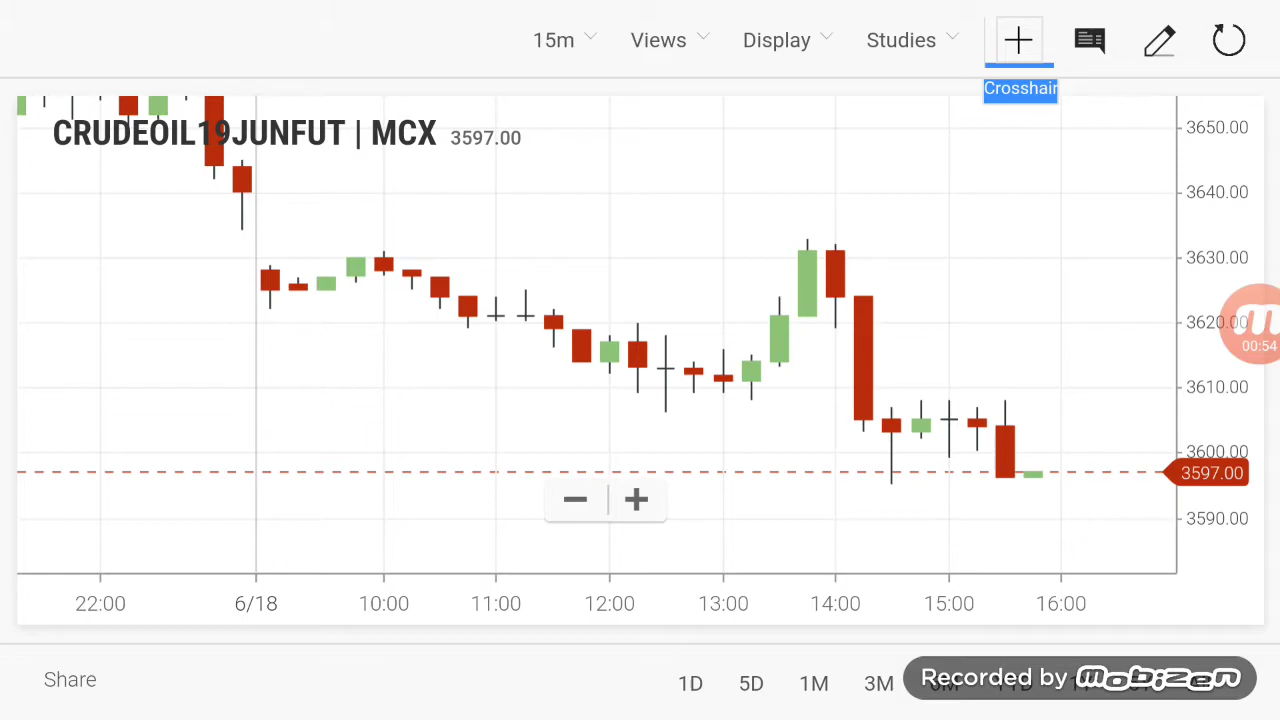 15m Views Display Studies
Crosshair
CRUDEOIL19JUNFUT | MCX 3597.00
3650.00
3640.00
3630.00
3620.00
00:54
3610.00
3600.00
3597.00
3590.00
22:00 6/18 10:00 11:00 12:00 13:00 14:00 15:00 16:00
Share 1D 5D 1M 3M
Recorded by mobizen